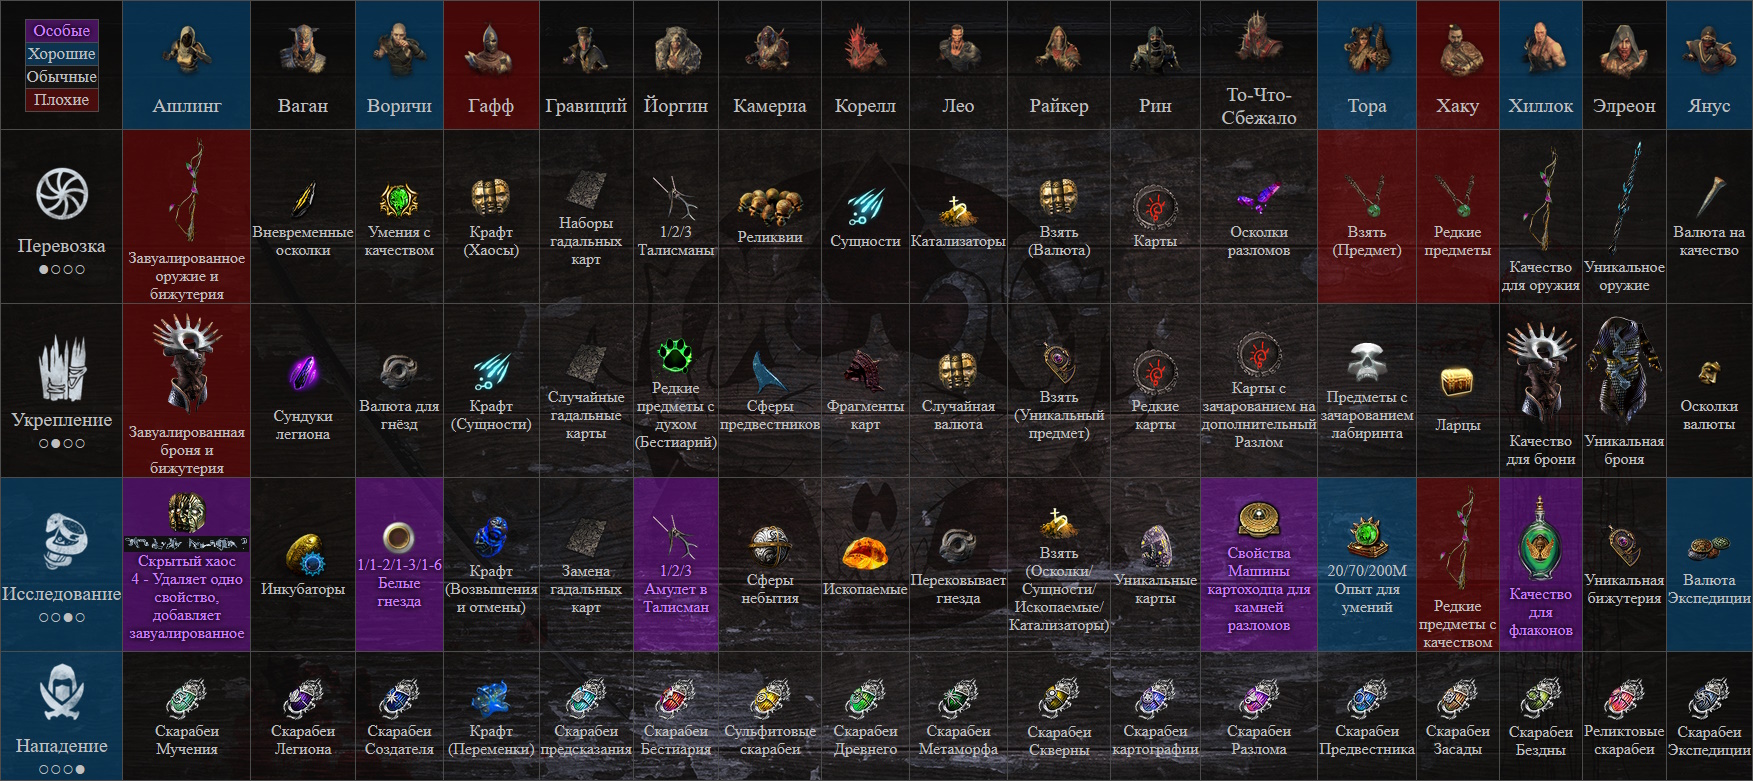 Особые
Хорошие
Обычные
Плохие
Ашлинг
Ваган
Воричи
Гафф
Гравиций
Йоргин
Камериа
Корелл
Лео
Райкер
Рин
То-Что-
Сбежало
Тора
Хаку
Хиллок
Элреон
Янус
Перевозка
Завуалированное
оружие и
бижутерия
Вневременные
осколки
Умения с
качеством
Крафт
(Хаосы)
Наборы
гадальных
карт
1/2/3
Талисманы
Реликвии
Сущности
Катализаторы
Взять
(Валюта)
Карты
Осколки
разломов
Взять
(Предмет)
Редкие
предметы
Качество
для оружия
Уникальное
оружие
Валюта на
качество
Укрепление
Завуалированная
броня и
бижутерия
Сундуки
легиона
Валюта для
гнёзд
Крафт
(Сущности)
Случайные
гадальные
карты
Редкие
предметы с
духом
(Бестиарий)
Сферы
предвестников
Фрагменты
карт
Случайная
валюта
Взять
(Уникальный
предмет)
Редкие
карты
Карты с
зачарованием на
дополнительный
Разлом
Предметы с
зачарованием
лабиринта
Ларцы
Качество
для брони
Уникальная
броня
Осколки
валюты
Исследование
Скрытый хаос
4 - Удаляет одно
свойство,
добавляет
завуалированное
Инкубаторы
1/1-2/1-3/1-6
Белые
гнезда
Крафт
(Возвышения
и отмены)
Замена
гадальных
карт
1/2/3
Амулет в
Талисман
Сферы
небытия
Ископаемые
Перековывает
гнезда
Взять
(Осколки/
Сущности/
Ископаемые/
Катализаторы)
Уникальные
карты
Свойства
Машины
картоходца для
камней
разломов
20/70/200М
Опыт для
умений
Редкие
предметы с
качеством
Качество
для
флаконов
Уникальная
бижутерия
Валюта
Экспедиции
Нападение
Скарабеи
Мучения
Скарабеи
Легиона
Скарабеи
Создателя
Крафт
(Переменки)
Скарабеи
предсказания
Скарабеи
Бестиария
Сульфитовые
скарабеи
Скарабеи
Древнего
Скарабеи
Метаморфа
Скарабеи
Скверны
Скарабеи
картографии
Скарабеи
Разлома
Скарабеи
Предвестника
Скарабеи
Засады
Скарабеи
Бездны
Реликтовые
скарабеи
Скарабеи
Экспедиции